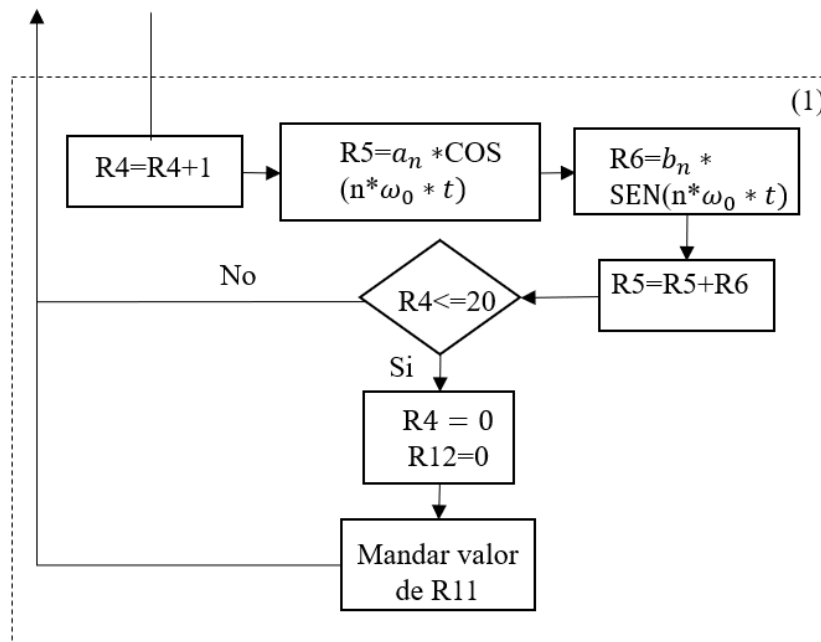 (1)
R4=R4+1
R5=𝑎ₙ *COS
(n*𝜔₀ * 𝑡)
R6=𝑏ₙ *
SEN(n*𝜔₀ * 𝑡)
R5=R5+R6
R4<=20
No
Si
R4 = 0
R12=0
Mandar valor
de R11